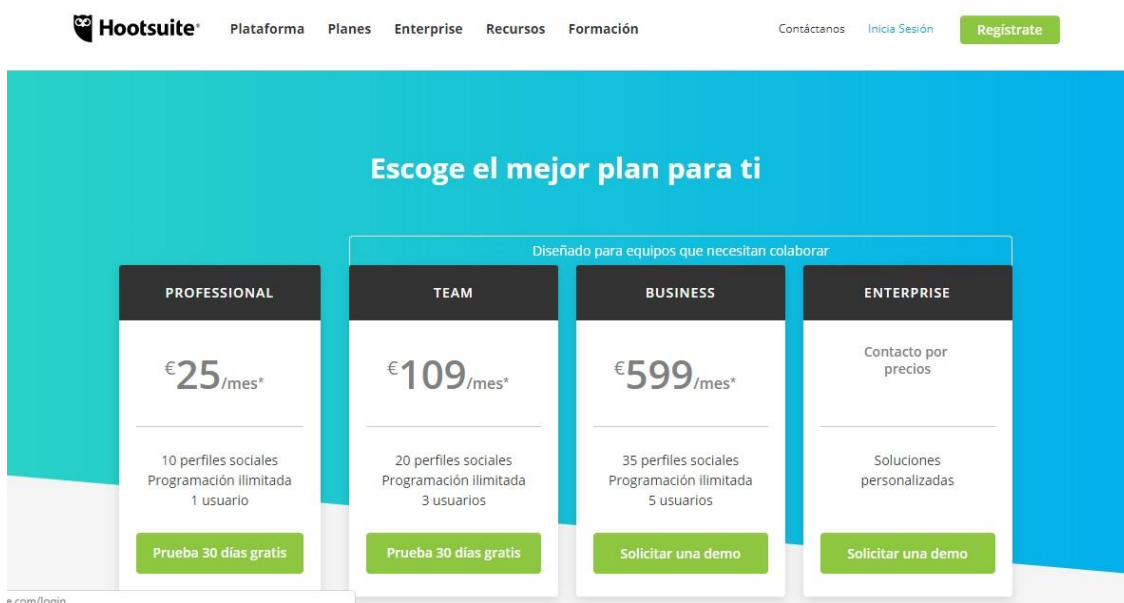 Hootsuite®
Plataforma Planes Enterprise Recursos Formación
Contáctanos Inicia Sesión Regístrate
Escoge el mejor plan para ti
Diseñado para equipos que necesitan colaborar
PROFESSIONAL
€25/mes*
10 perfiles sociales
Programación ilimitada
1 usuario
Prueba 30 días gratis
TEAM
€109/mes*
20 perfiles sociales
Programación ilimitada
3 usuarios
Prueba 30 días gratis
BUSINESS
€599/mes*
35 perfiles sociales
Programación ilimitada
5 usuarios
Solicitar una demo
ENTERPRISE
Contacto por
precios
Soluciones
personalizadas
Solicitar una demo
e.com/login